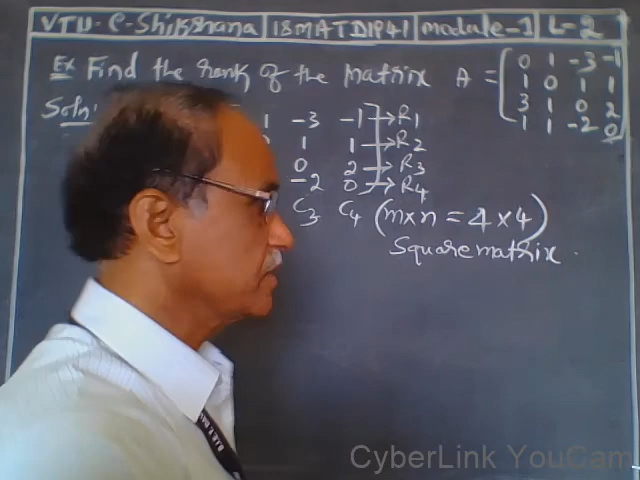 VTU-e-Shikshana | 18MATDI941 | module-1 | L-2
Ex Find the rank of the matrix A = [0 1 -3 -1
1 0 1 1
3 1 0 2
1 1 -2 0]
Soln: 1 -3 -1] → R1
1 1 → R2
0 2 → R3
-2 0 → R4
C3 C4 (m×n = 4×4)
Square matrix.
CyberLink YouCam